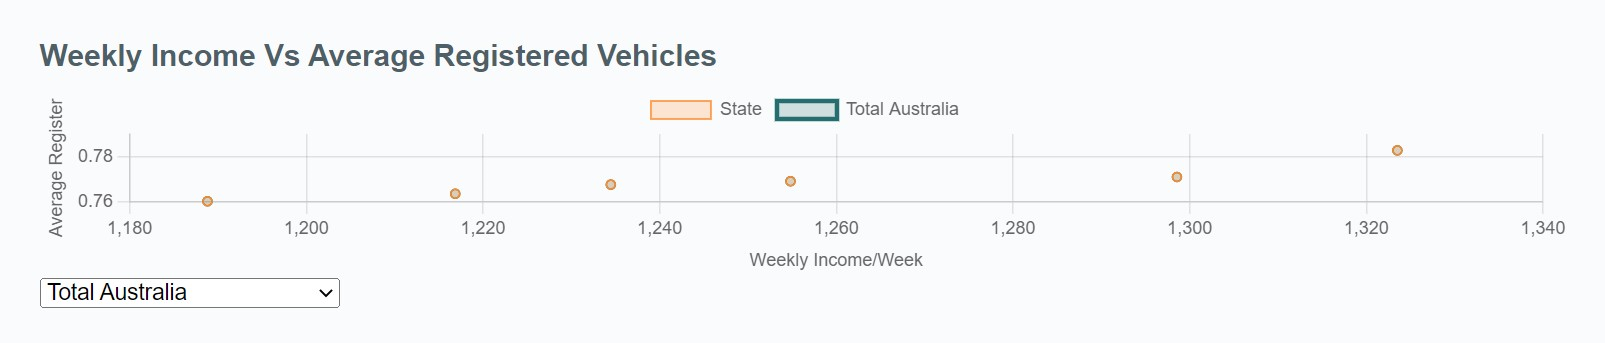 Weekly Income Vs Average Registered Vehicles
State Total Australia
Average Register
0.78
0.76
1,180 1,200 1,220 1,240 1,260 1,280 1,300 1,320 1,340
Weekly Income/Week
Total Australia